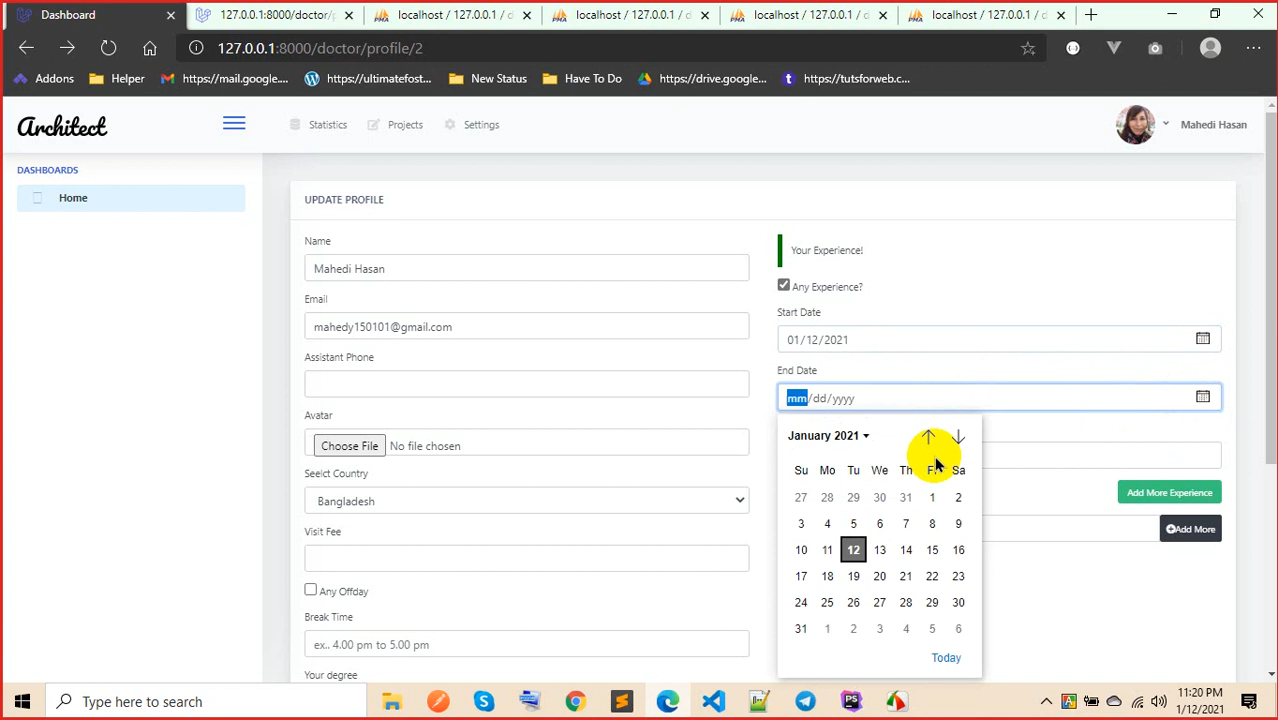 Dashboard
127.0.0.1:8000/doctor/p
localhost / 127.0.0.1 / d
localhost / 127.0.0.1 / d
localhost / 127.0.0.1 / d
localhost / 127.0.0.1 / d
127.0.0.1:8000/doctor/profile/2
Addons
Helper
https://mail.google....
https://ultimatefost...
New Status
Have To Do
https://drive.google...
https://tutsforweb.c...
Architect
Statistics
Projects
Settings
Mahedi Hasan
DASHBOARDS
Home
UPDATE PROFILE
Name
Mahedi Hasan
Email
mahedy150101@gmail.com
Assistant Phone
Avatar
Choose File No file chosen
Seelct Country
Bangladesh
Visit Fee
Any Offday
Break Time
ex.. 4.00 pm to 5.00 pm
Your degree
Your Experience!
Any Experience?
Start Date
01/12/2021
End Date
mm/dd/yyyy
January 2021
Su Mo Tu We Th Fr Sa
27 28 29 30 31 1 2
3 4 5 6 7 8 9
10 11 12 13 14 15 16
17 18 19 20 21 22 23
24 25 26 27 28 29 30
31 1 2 3 4 5 6
Today
Add More Experience
Add More
Type here to search
11:20 PM
1/12/2021